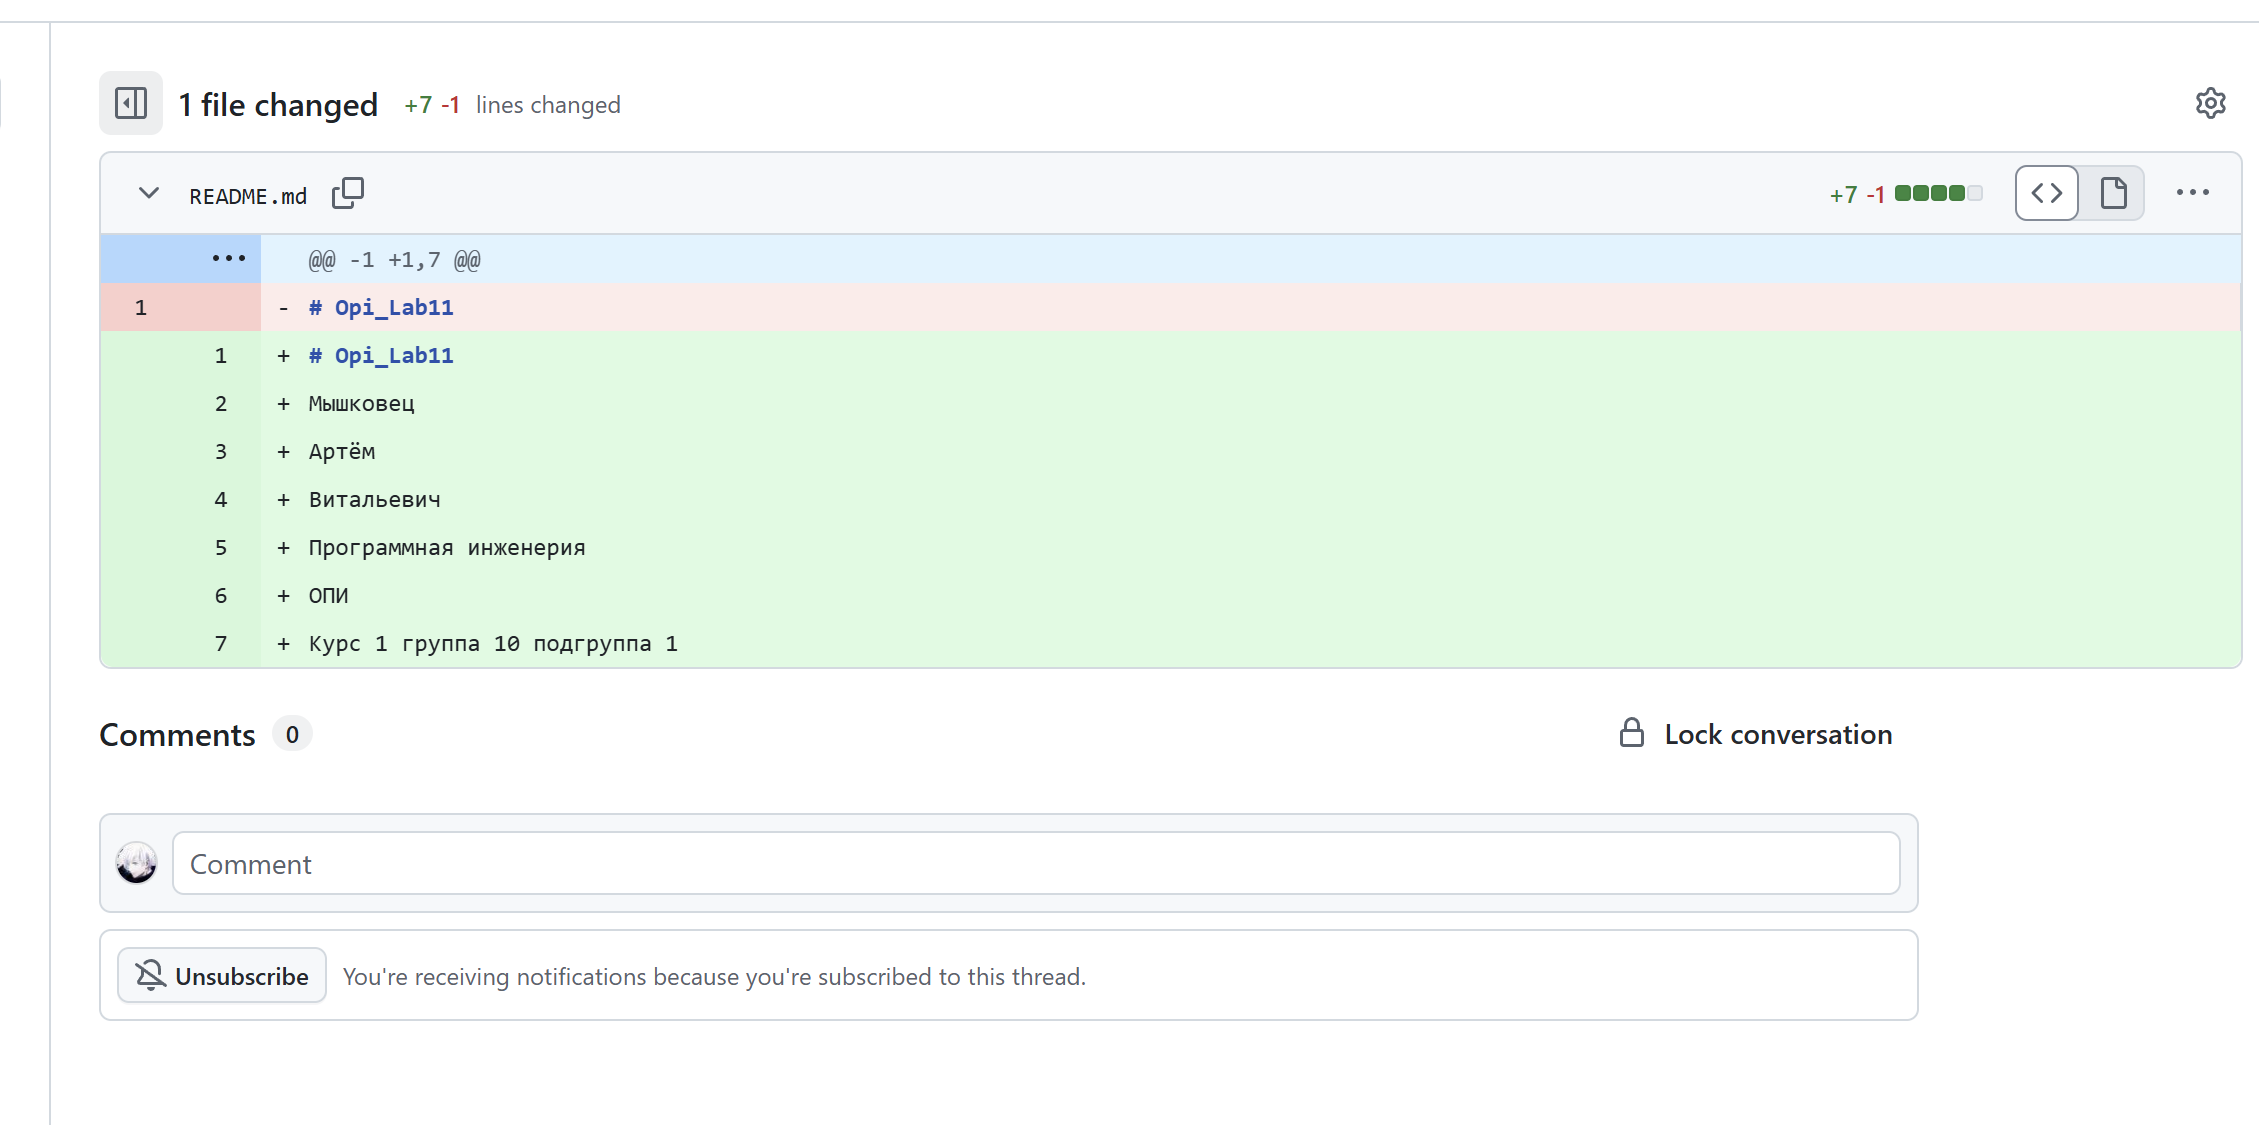 1 file changed +7 -1 lines changed
README.md +7 -1
@@ -1 +1,7 @@
1 - # Opi_Lab11
1 + # Opi_Lab11
2 + Мышковец
3 + Артём
4 + Витальевич
5 + Программная инженерия
6 + ОПИ
7 + Курс 1 группа 10 подгруппа 1
Comments 0 Lock conversation
Comment
Unsubscribe You're receiving notifications because you're subscribed to this thread.